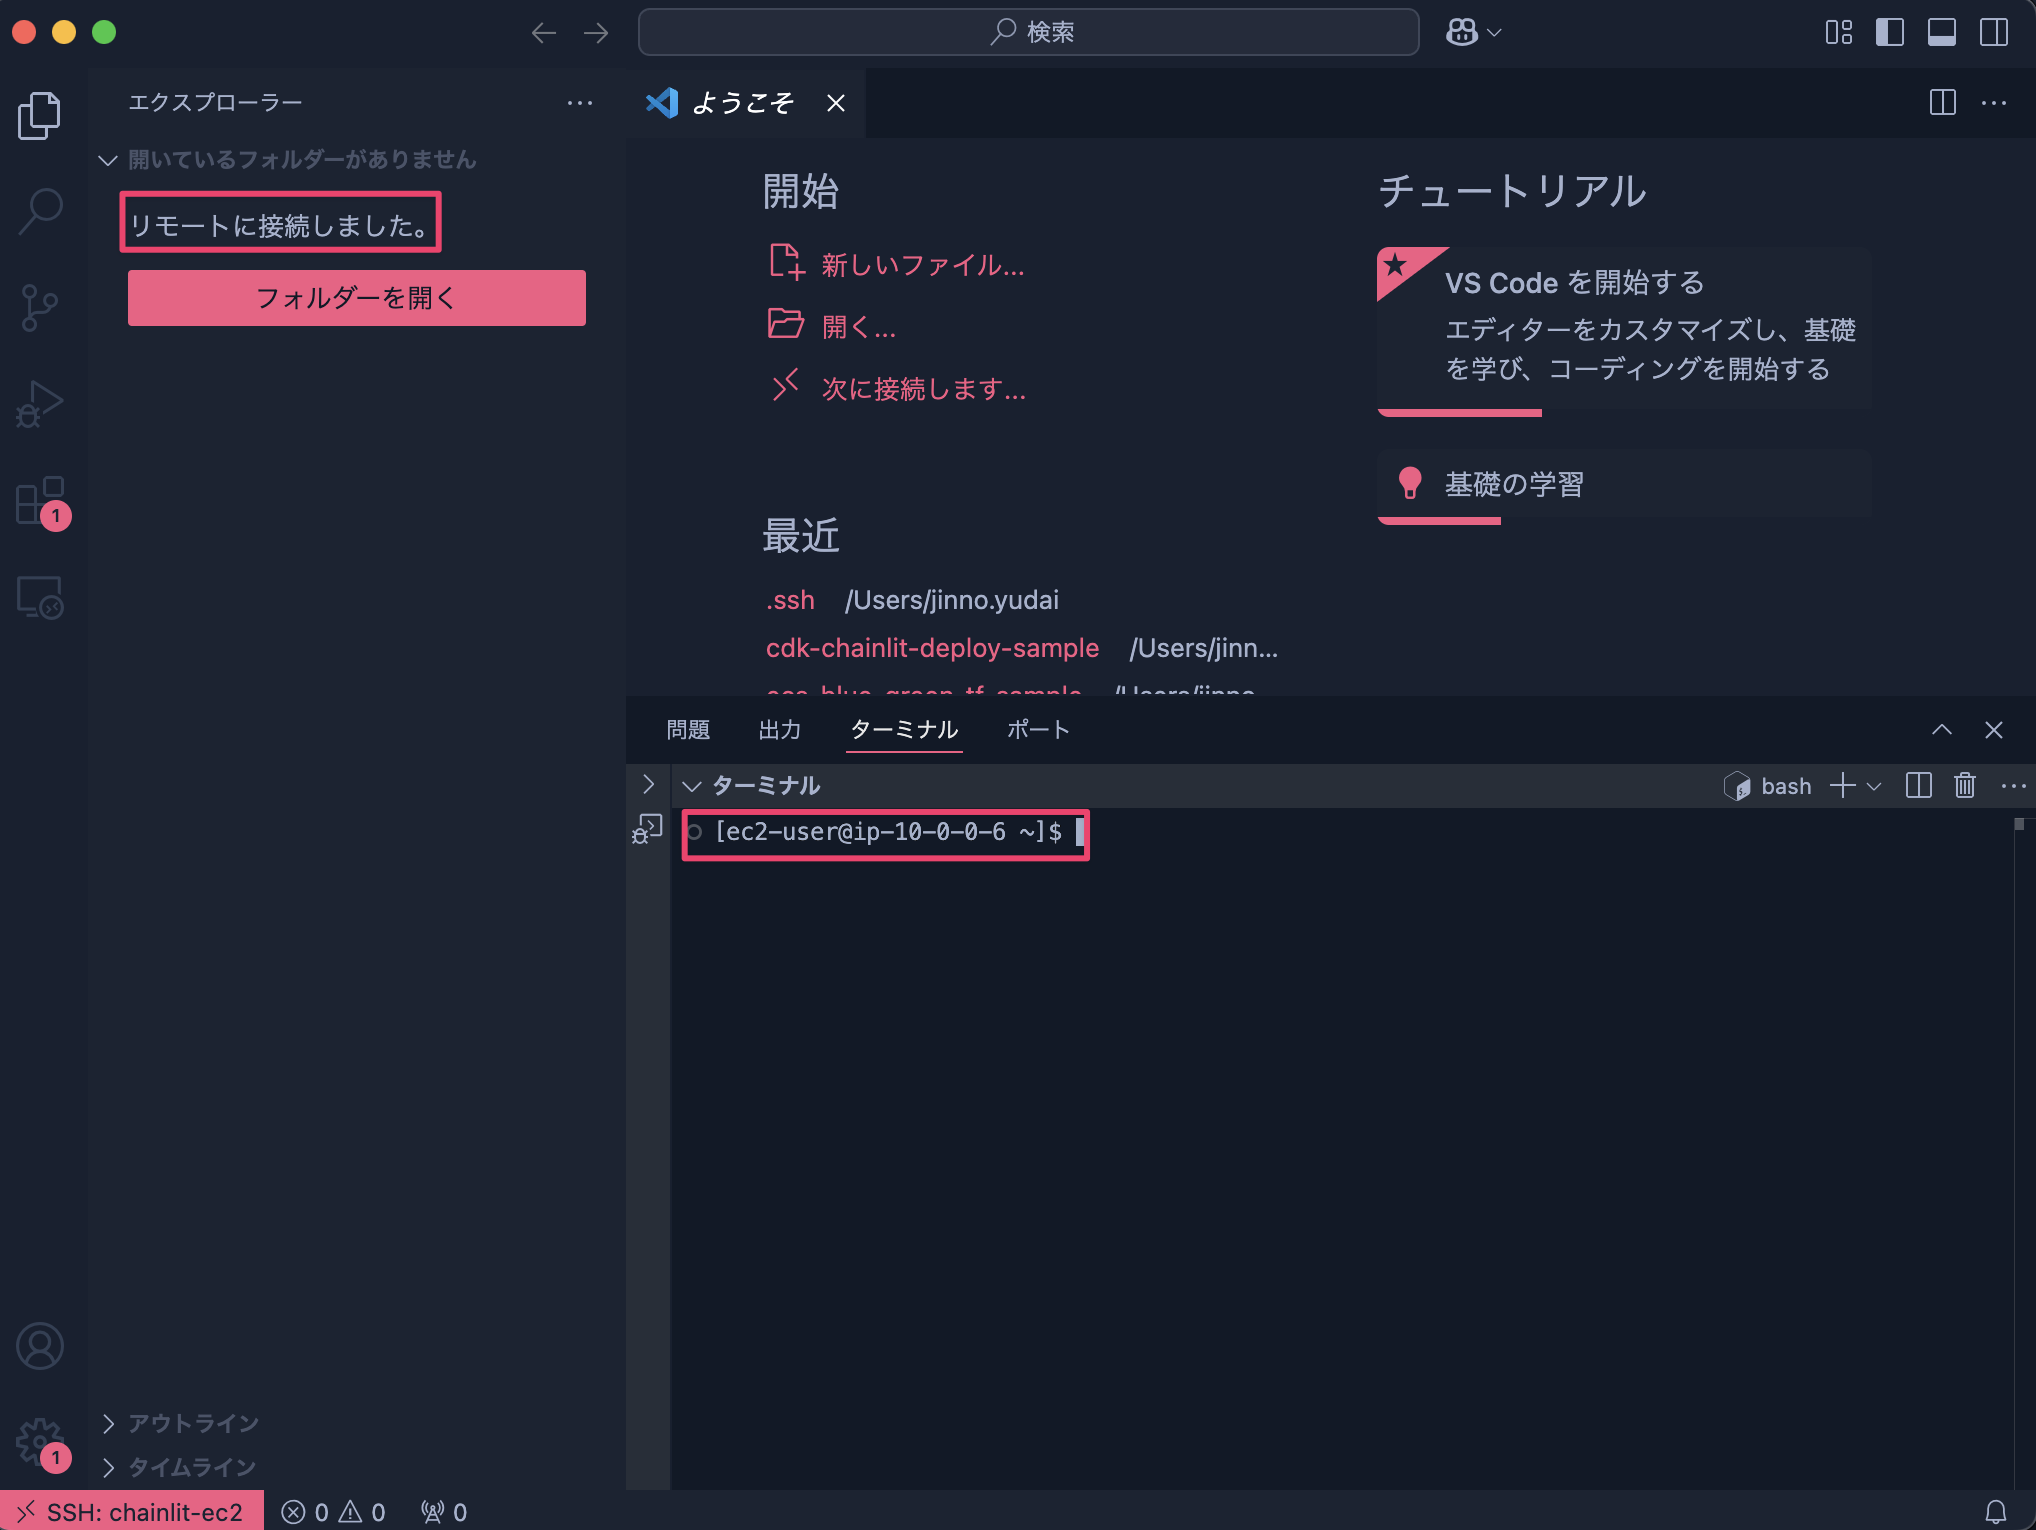 検索
エクスプローラー
ようこそ
開いているフォルダーがありません
リモートに接続しました。
フォルダーを開く
1
開始
新しいファイル...
開く...
次に接続します...
最近
.ssh /Users/jinno.yudai
cdk-chainlit-deploy-sample /Users/jinn...
チュートリアル
VS Code を開始する
エディターをカスタマイズし、基礎
を学び、コーディングを開始する
基礎の学習
問題 出力 ターミナル ポート
ターミナル
bash
[ec2-user@ip-10-0-0-6 ~]$
アウトライン
タイムライン
1
SSH: chainlit-ec2 0 0 0